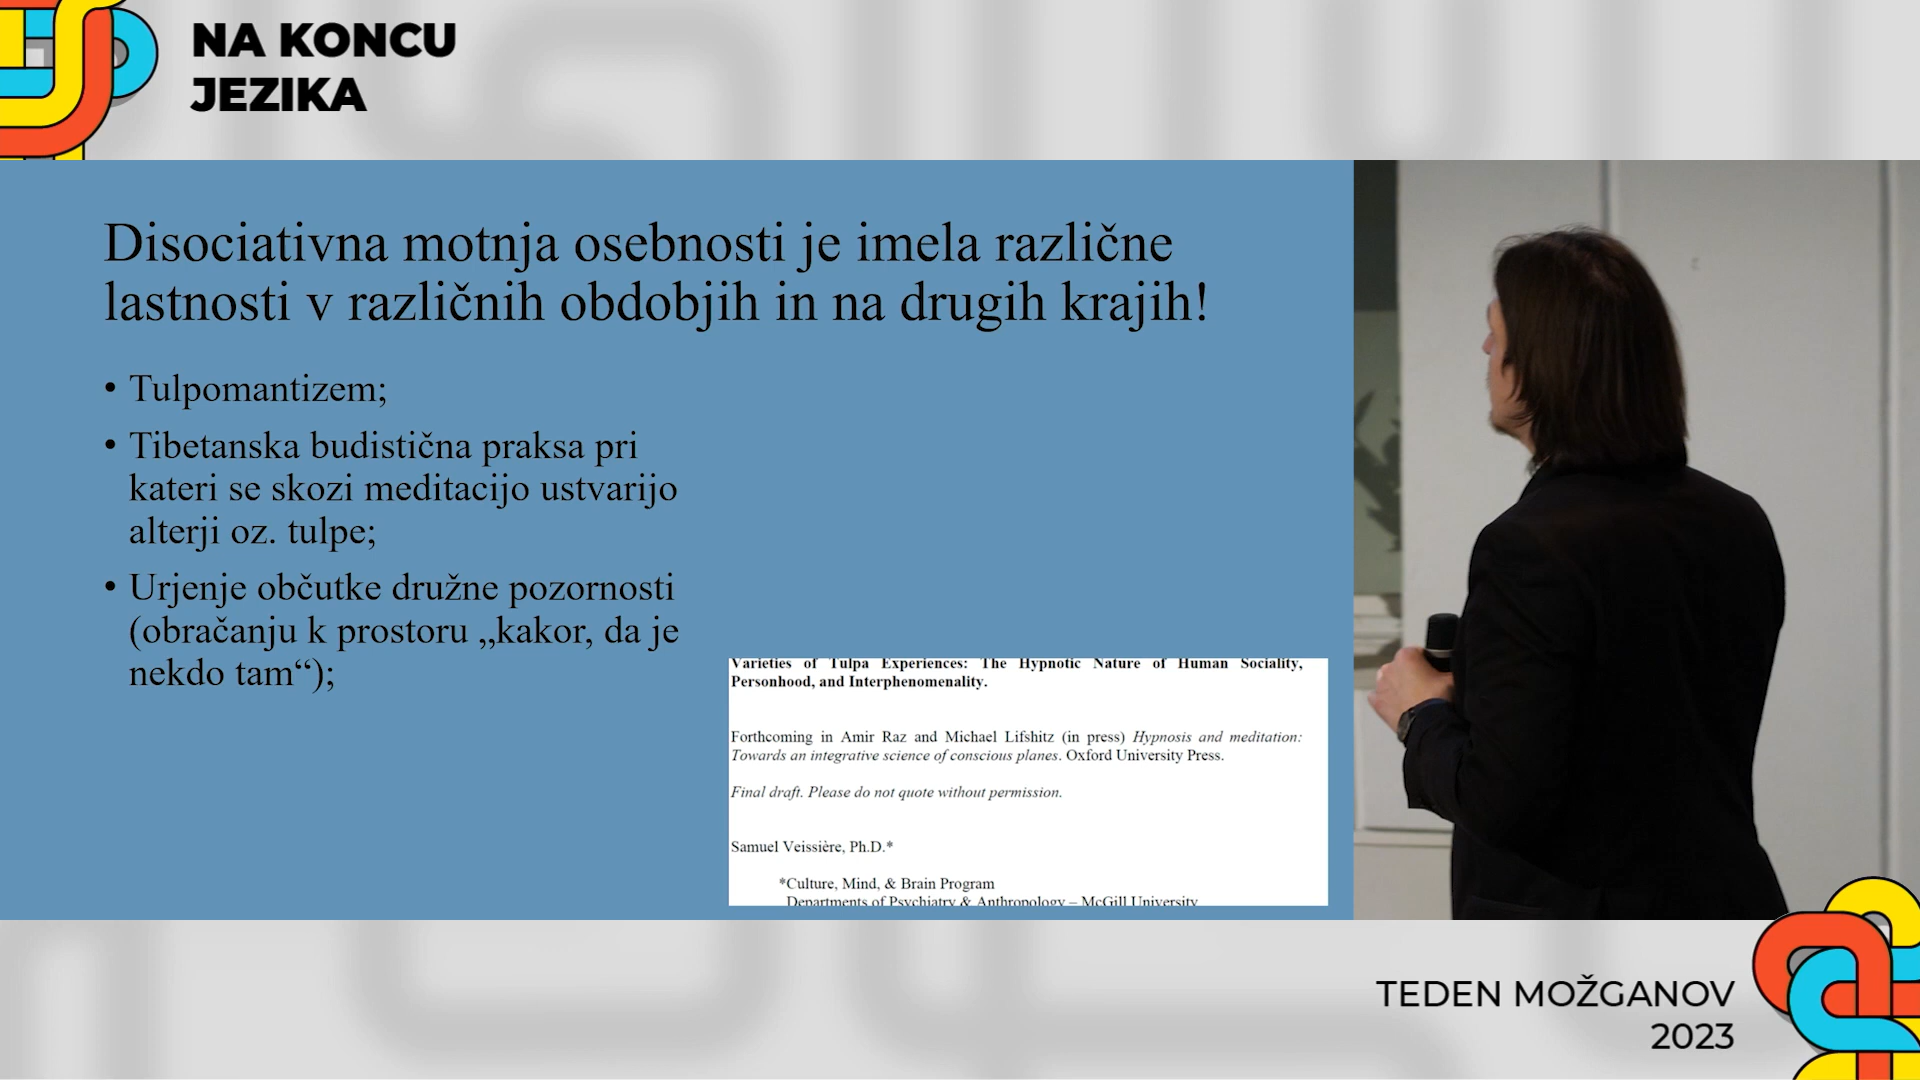 NA KONCU
JEZIKA
Disociativna motnja osebnosti je imela različne
lastnosti v različnih obdobjih in na drugih krajih!
• Tulpomantizem;
• Tibetanska budistična praksa pri
kateri se skozi meditacijo ustvarijo
alterji oz. tulpe;
• Urjenje občutke družne pozornosti
(obračanju k prostoru „kakor, da je
nekdo tam“);
Varieties of Tulpa Experiences: The Hypnotic Nature of Human Sociality,
Personhood, and Interphenomenality.
Forthcoming in Amir Raz and Michael Lifshitz (in press) Hypnosis and meditation:
Towards an integrative science of conscious planes. Oxford University Press.
Final draft. Please do not quote without permission.
Samuel Veissière, Ph.D.*
*Culture, Mind, & Brain Program
Departments of Psychiatry & Anthropology – McGill University
TEDEN MOŽGANOV
2023